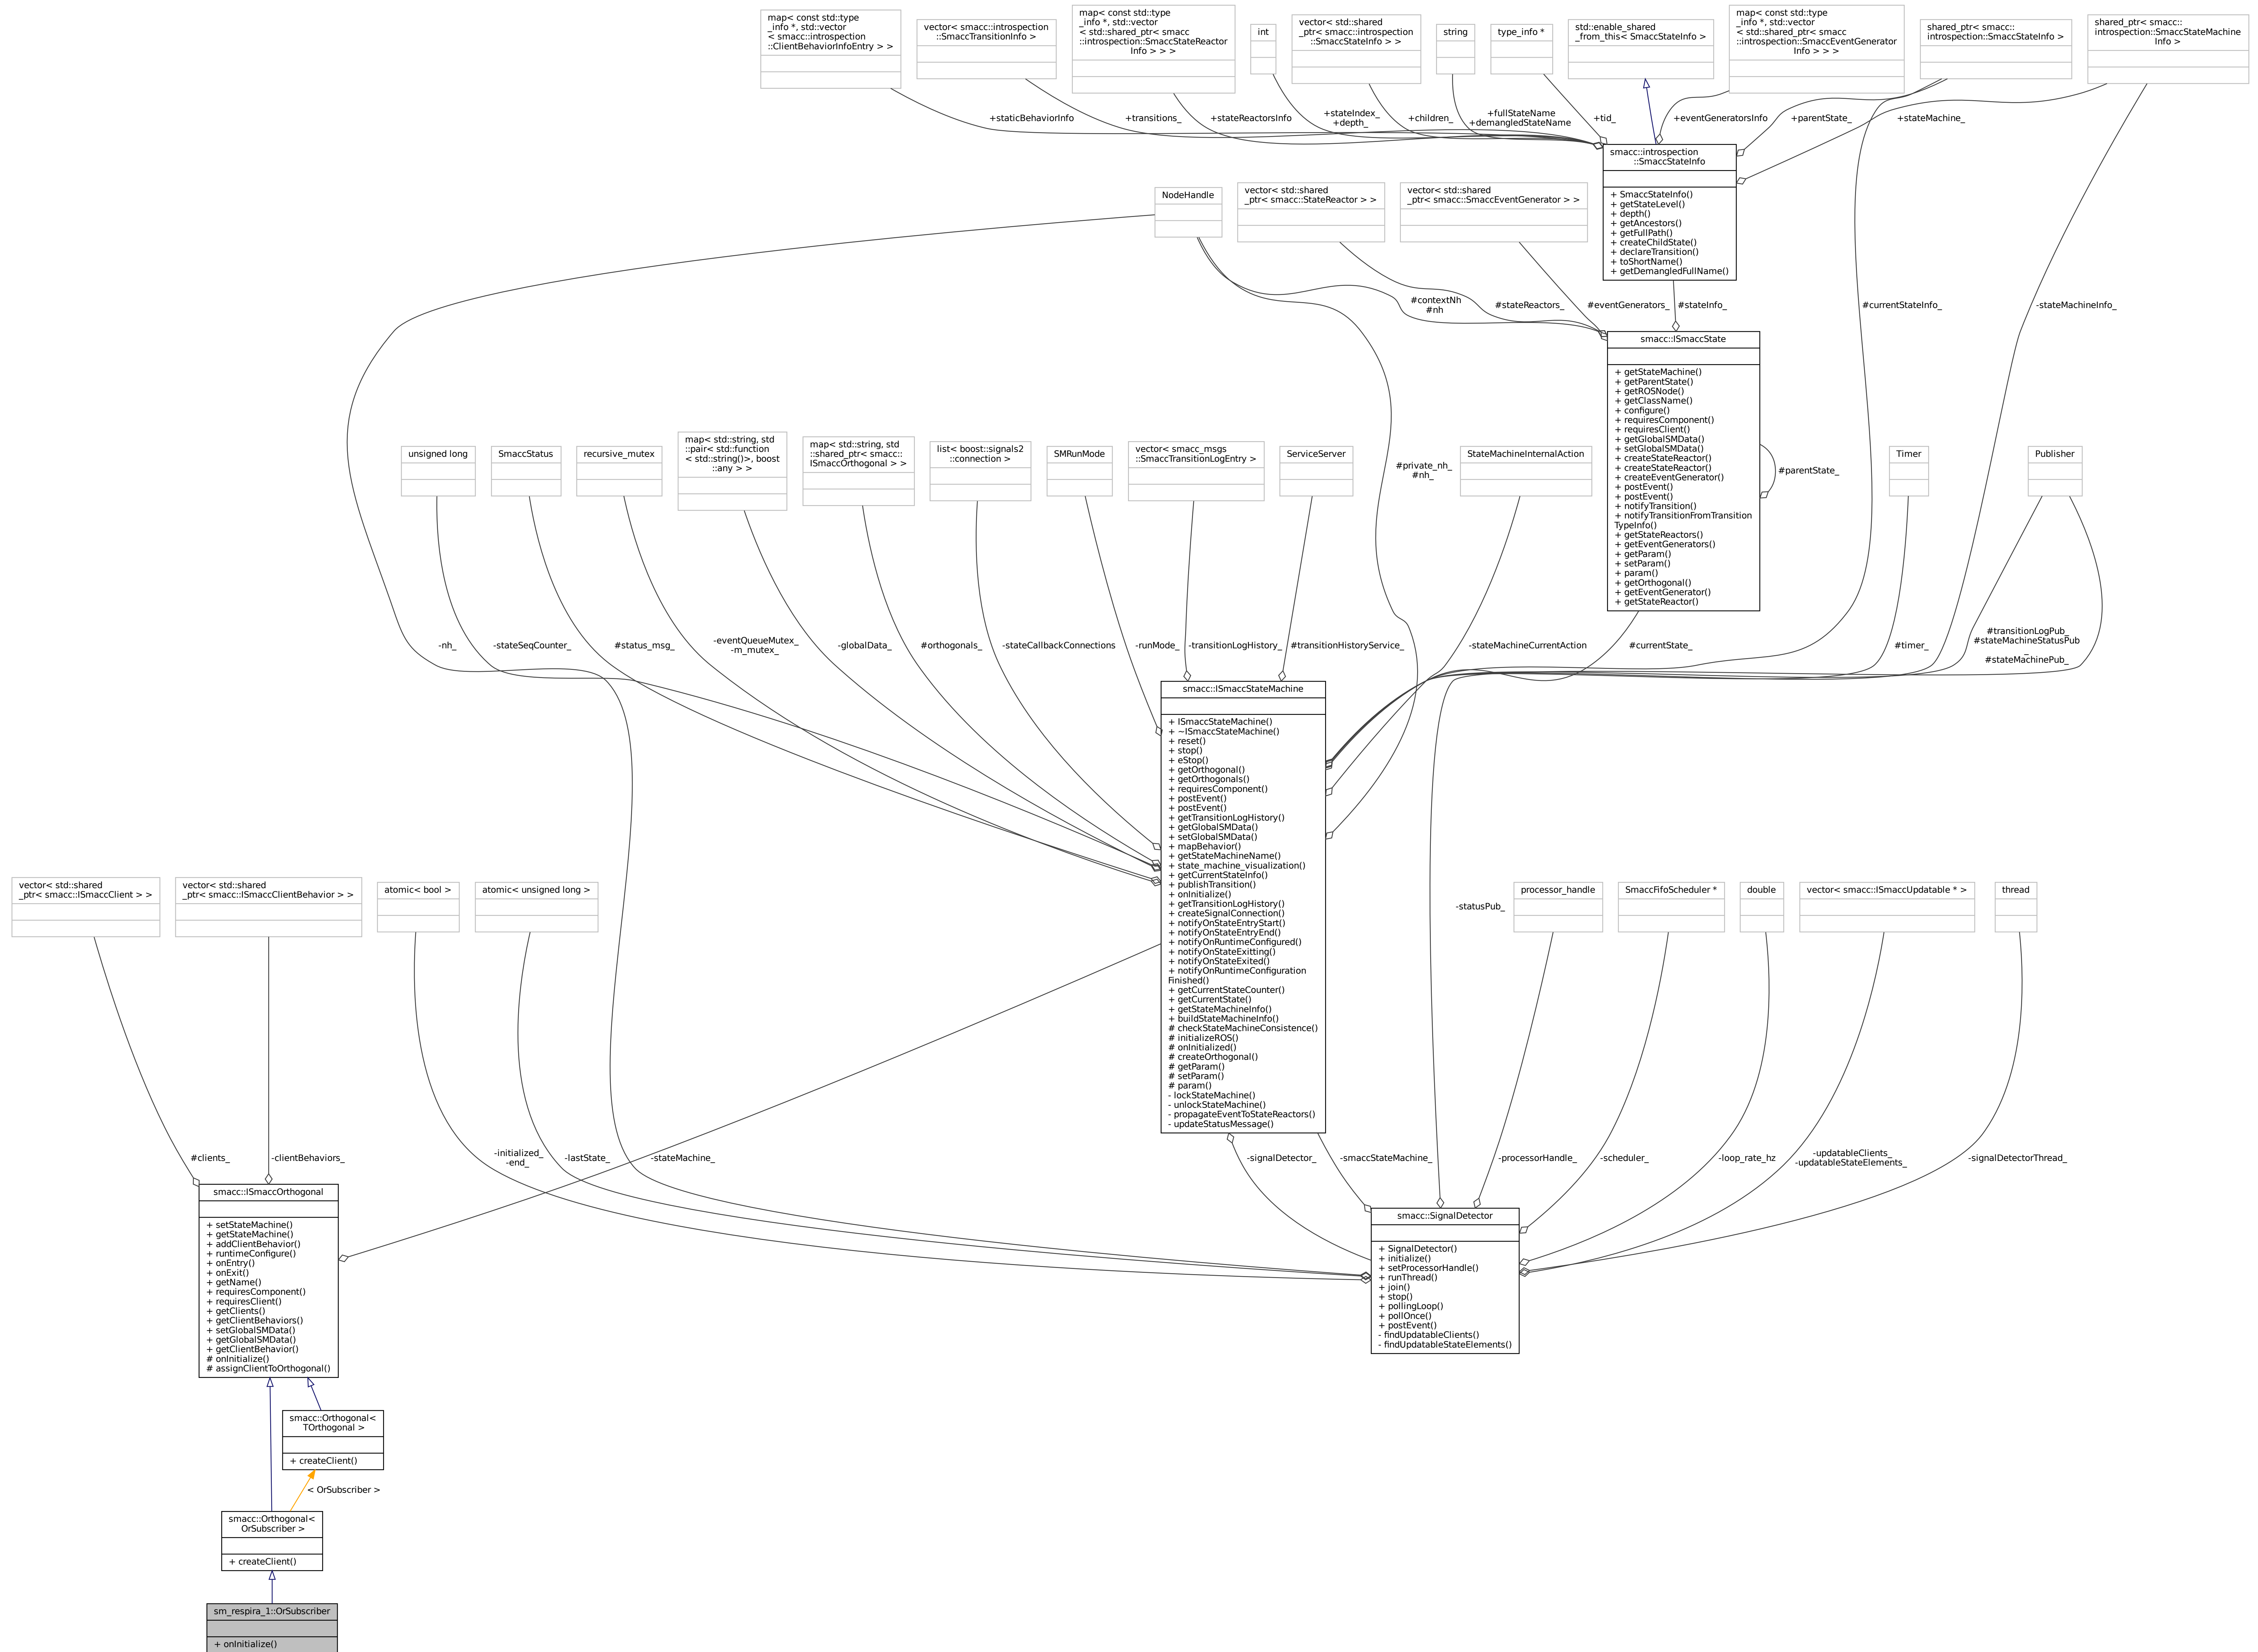 map< const std::type
_info *, std::vector
< smacc::introspection
::ClientBehaviorInfoEntry > >
vector< smacc::introspection
::SmaccTransitionInfo >
map< const std::type
_info *, std::vector
< std::shared_ptr< smacc
::introspection::SmaccStateReactor
Info > > >
int
vector< std::shared
_ptr< smacc::introspection
::SmaccStateInfo > >
string
type_info *
std::enable_shared
_from_this< SmaccStateInfo >
map< const std::type
_info *, std::vector
< std::shared_ptr< smacc
::introspection::SmaccEventGenerator
Info > > >
shared_ptr< smacc::
introspection::SmaccStateInfo >
shared_ptr< smacc::
introspection::SmaccStateMachine
Info >
+staticBehaviorInfo
+transitions_
+stateReactorsInfo
+stateIndex_
+depth_
+children_
+fullStateName
+demangledStateName
+tid_
+eventGeneratorsInfo
+parentState_
+stateMachine_
smacc::introspection
::SmaccStateInfo
+ SmaccStateInfo()
+ getStateLevel()
+ depth()
+ getAncestors()
+ getFullPath()
+ createChildState()
+ declareTransition()
+ toShortName()
+ getDemangledFullName()
NodeHandle
vector< std::shared
_ptr< smacc::StateReactor > >
vector< std::shared
_ptr< smacc::SmaccEventGenerator > >
#contextNh
#nh
#stateReactors_
#eventGenerators_
#stateInfo_
#currentStateInfo_
-stateMachineInfo_
smacc::ISmaccState
+ getStateMachine()
+ getParentState()
+ getROSNode()
+ getClassName()
+ configure()
+ requiresComponent()
+ requiresClient()
+ getGlobalSMData()
+ setGlobalSMData()
+ createStateReactor()
+ createStateReactor()
+ createEventGenerator()
+ postEvent()
+ postEvent()
+ notifyTransition()
+ notifyTransitionFromTransition
TypeInfo()
+ getStateReactors()
+ getEventGenerators()
+ getParam()
+ setParam()
+ param()
+ getOrthogonal()
+ getEventGenerator()
+ getStateReactor()
#parentState_
unsigned long
SmaccStatus
recursive_mutex
map< std::string, std
::pair< std::function
< std::string()>, boost
::any > >
map< std::string, std
::shared_ptr< smacc::
ISmaccOrthogonal > >
list< boost::signals2
::connection >
SMRunMode
vector< smacc_msgs
::SmaccTransitionLogEntry >
ServiceServer
#private_nh_
#nh_
StateMachineInternalAction
Timer
Publisher
-nh_
-stateSeqCounter_
#status_msg_
-eventQueueMutex_
-m_mutex_
-globalData_
#orthogonals_
-stateCallbackConnections
-runMode_
-transitionLogHistory_
#transitionHistoryService_
-stateMachineCurrentAction
#currentState_
#timer_
#transitionLogPub_
#stateMachineStatusPub
_
#stateMachinePub_
smacc::ISmaccStateMachine
+ ISmaccStateMachine()
+ ~ISmaccStateMachine()
+ reset()
+ stop()
+ eStop()
+ getOrthogonal()
+ getOrthogonals()
+ requiresComponent()
+ postEvent()
+ postEvent()
+ getTransitionLogHistory()
+ getGlobalSMData()
+ setGlobalSMData()
+ mapBehavior()
+ getStateMachineName()
+ state_machine_visualization()
+ getCurrentStateInfo()
+ publishTransition()
+ onInitialize()
+ getTransitionLogHistory()
+ createSignalConnection()
+ notifyOnStateEntryStart()
+ notifyOnStateEntryEnd()
+ notifyOnRuntimeConfigured()
+ notifyOnStateExitting()
+ notifyOnStateExited()
+ notifyOnRuntimeConfiguration
Finished()
+ getCurrentStateCounter()
+ getCurrentState()
+ getStateMachineInfo()
+ buildStateMachineInfo()
# checkStateMachineConsistence()
# initializeROS()
# onInitialized()
# createOrthogonal()
# getParam()
# setParam()
# param()
- lockStateMachine()
- unlockStateMachine()
- propagateEventToStateReactors()
- updateStatusMessage()
vector< std::shared
_ptr< smacc::ISmaccClient > >
vector< std::shared
_ptr< smacc::ISmaccClientBehavior > >
atomic< bool >
atomic< unsigned long >
-statusPub_
processor_handle
SmaccFifoScheduler *
double
vector< smacc::ISmaccUpdatable * >
thread
#clients_
-clientBehaviors_
-initialized_
-end_
-lastState_
-stateMachine_
-signalDetector_
-smaccStateMachine_
-processorHandle_
-scheduler_
-loop_rate_hz
-updatableClients_
-updatableStateElements_
-signalDetectorThread_
smacc::ISmaccOrthogonal
+ setStateMachine()
+ getStateMachine()
+ addClientBehavior()
+ runtimeConfigure()
+ onEntry()
+ onExit()
+ getName()
+ requiresComponent()
+ requiresClient()
+ getClients()
+ getClientBehaviors()
+ setGlobalSMData()
+ getGlobalSMData()
+ getClientBehavior()
# onInitialize()
# assignClientToOrthogonal()
smacc::SignalDetector
+ SignalDetector()
+ initialize()
+ setProcessorHandle()
+ runThread()
+ join()
+ stop()
+ pollingLoop()
+ pollOnce()
+ postEvent()
- findUpdatableClients()
- findUpdatableStateElements()
smacc::Orthogonal<
TOrthogonal >
+ createClient()
< OrSubscriber >
smacc::Orthogonal<
OrSubscriber >
+ createClient()
sm_respira_1::OrSubscriber
+ onInitialize()